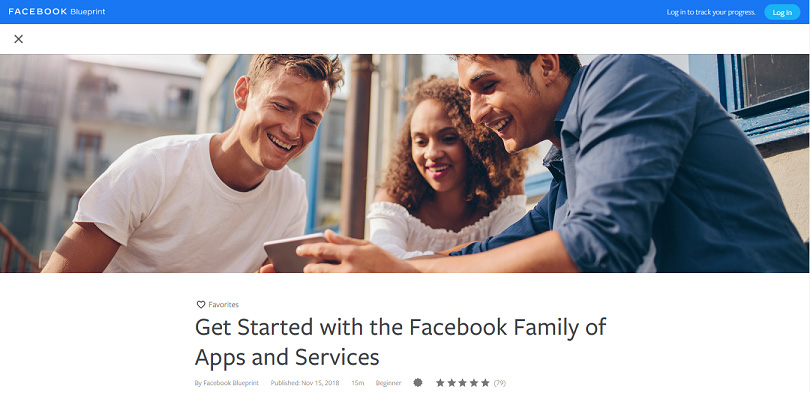 FACEBOOK Blueprint
Log in to track your progress.
Log In
Favorites
Get Started with the Facebook Family of
Apps and Services
By Facebook Blueprint
Published: Nov 15, 2018
15m
Beginner
(79)